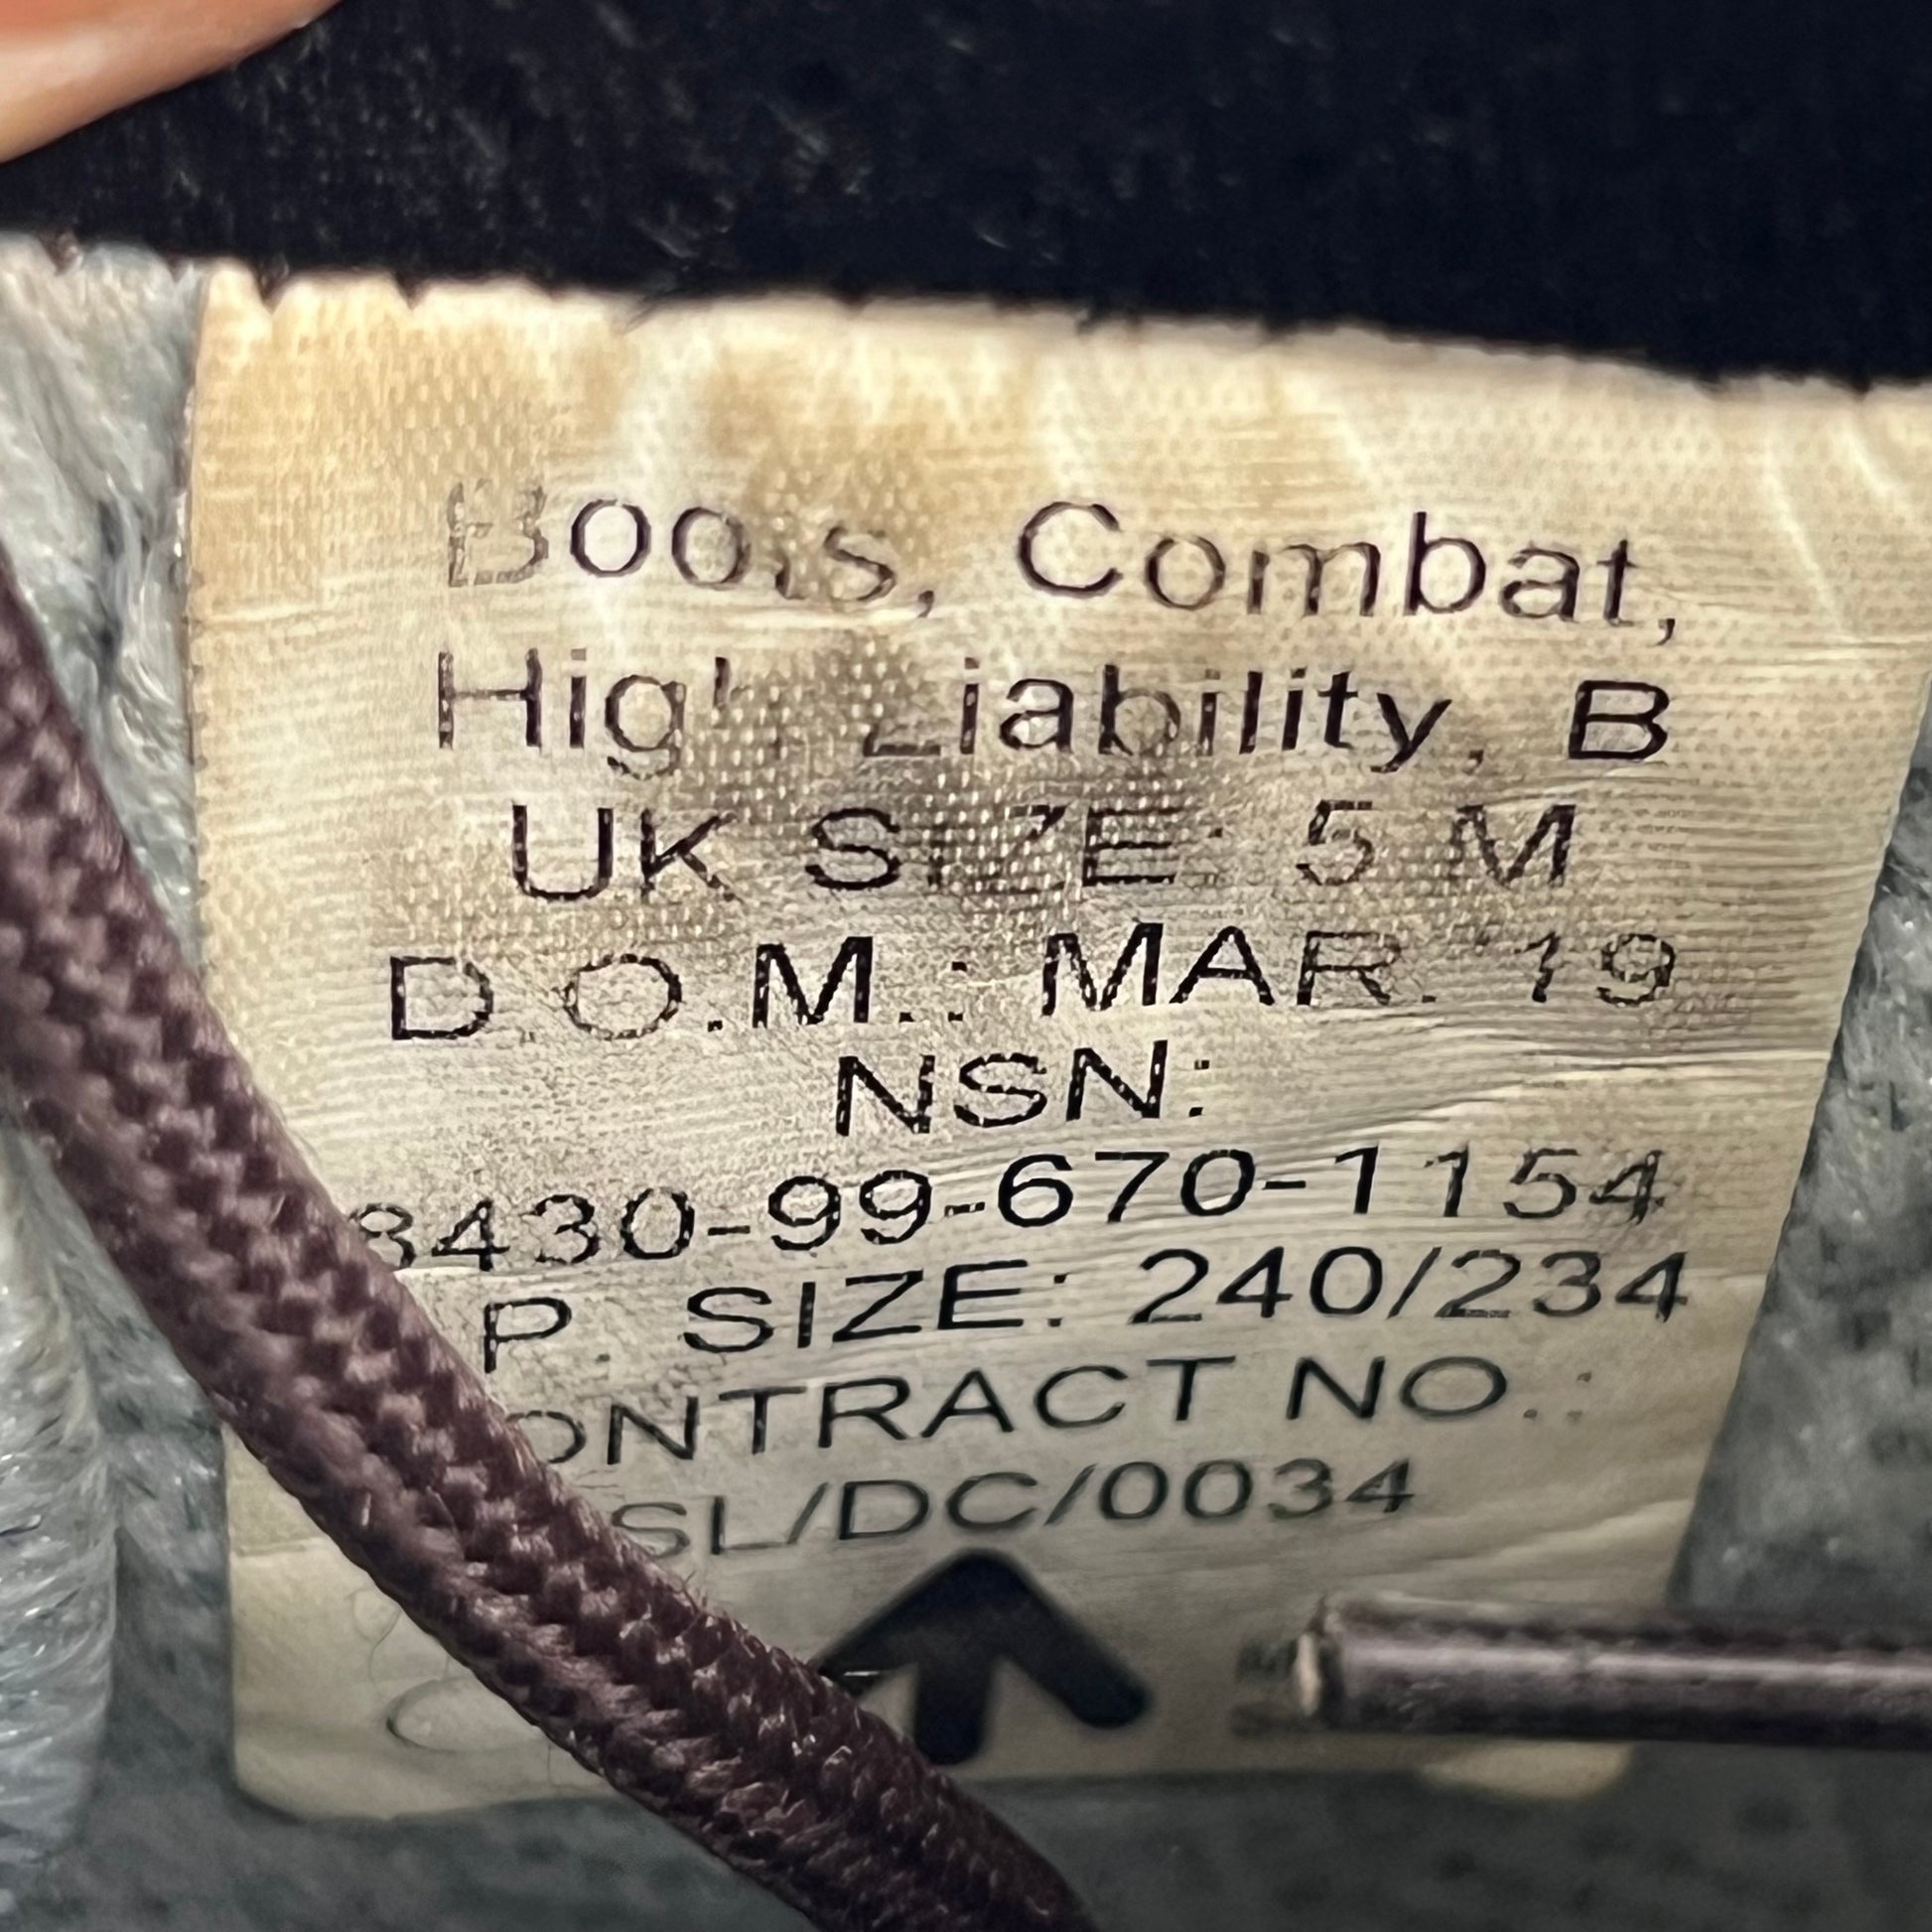 Boots, Combat,
High Liability, B
UK SIZE: 5 M
D.O.M.: MAR. 19
NSN:
8430-99-670-1154
P. SIZE: 240/234
ONTRACT NO.:
SL/DC/0034